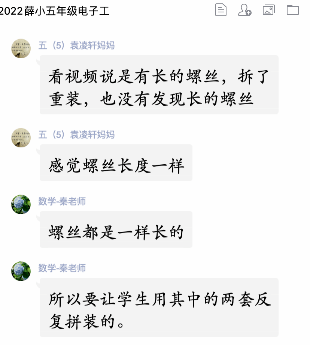 2022薛小五年级电子工
五（5）袁凌轩妈妈
看视频说是有长的螺丝，拆了
重装，也没有发现长的螺丝
五（5）袁凌轩妈妈
感觉螺丝长度一样
数学-秦老师
螺丝都是一样长的
数学-秦老师
所以要让学生用其中的两套反
复拼装的。